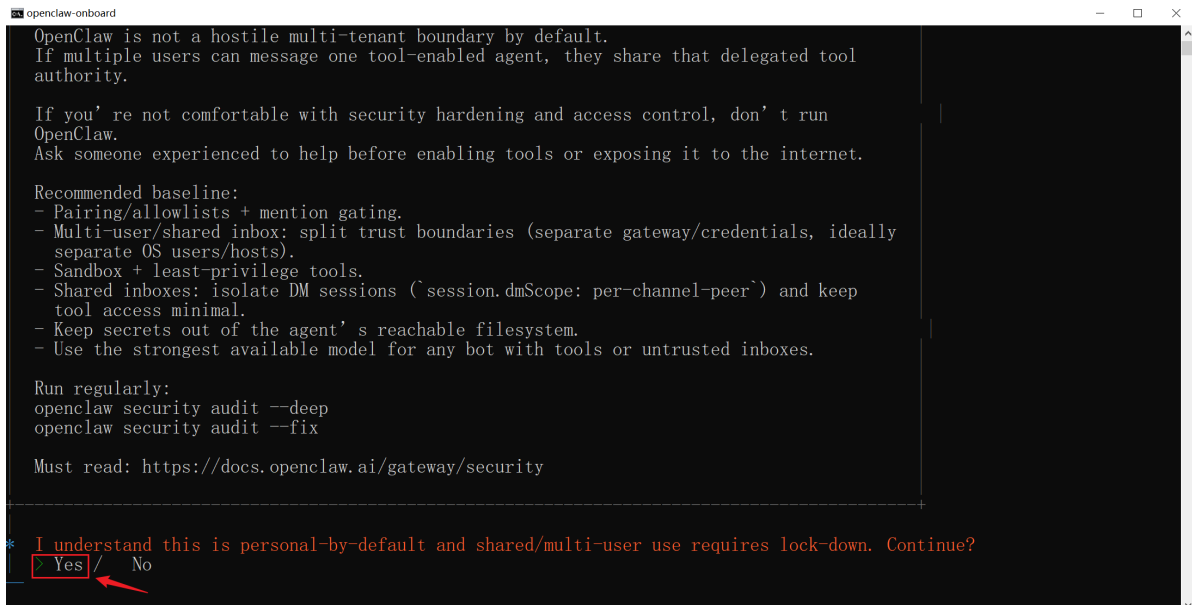 openclaw-onboard
OpenClaw is not a hostile multi-tenant boundary by default.
If multiple users can message one tool-enabled agent, they share that delegated tool
authority.
If you’re not comfortable with security hardening and access control, don’t run
OpenClaw.
Ask someone experienced to help before enabling tools or exposing it to the internet.
Recommended baseline:
- Pairing/allowlists + mention gating.
- Multi-user/shared inbox: split trust boundaries (separate gateway/credentials, ideally
separate OS users/hosts).
- Sandbox + least-privilege tools.
- Shared inboxes: isolate DM sessions (`session.dmScope: per-channel-peer`) and keep
tool access minimal.
- Keep secrets out of the agent’s reachable filesystem.
- Use the strongest available model for any bot with tools or untrusted inboxes.
Run regularly:
openclaw security audit --deep
openclaw security audit --fix
Must read: https://docs.openclaw.ai/gateway/security
* I understand this is personal-by-default and shared/multi-user use requires lock-down. Continue?
> Yes / No